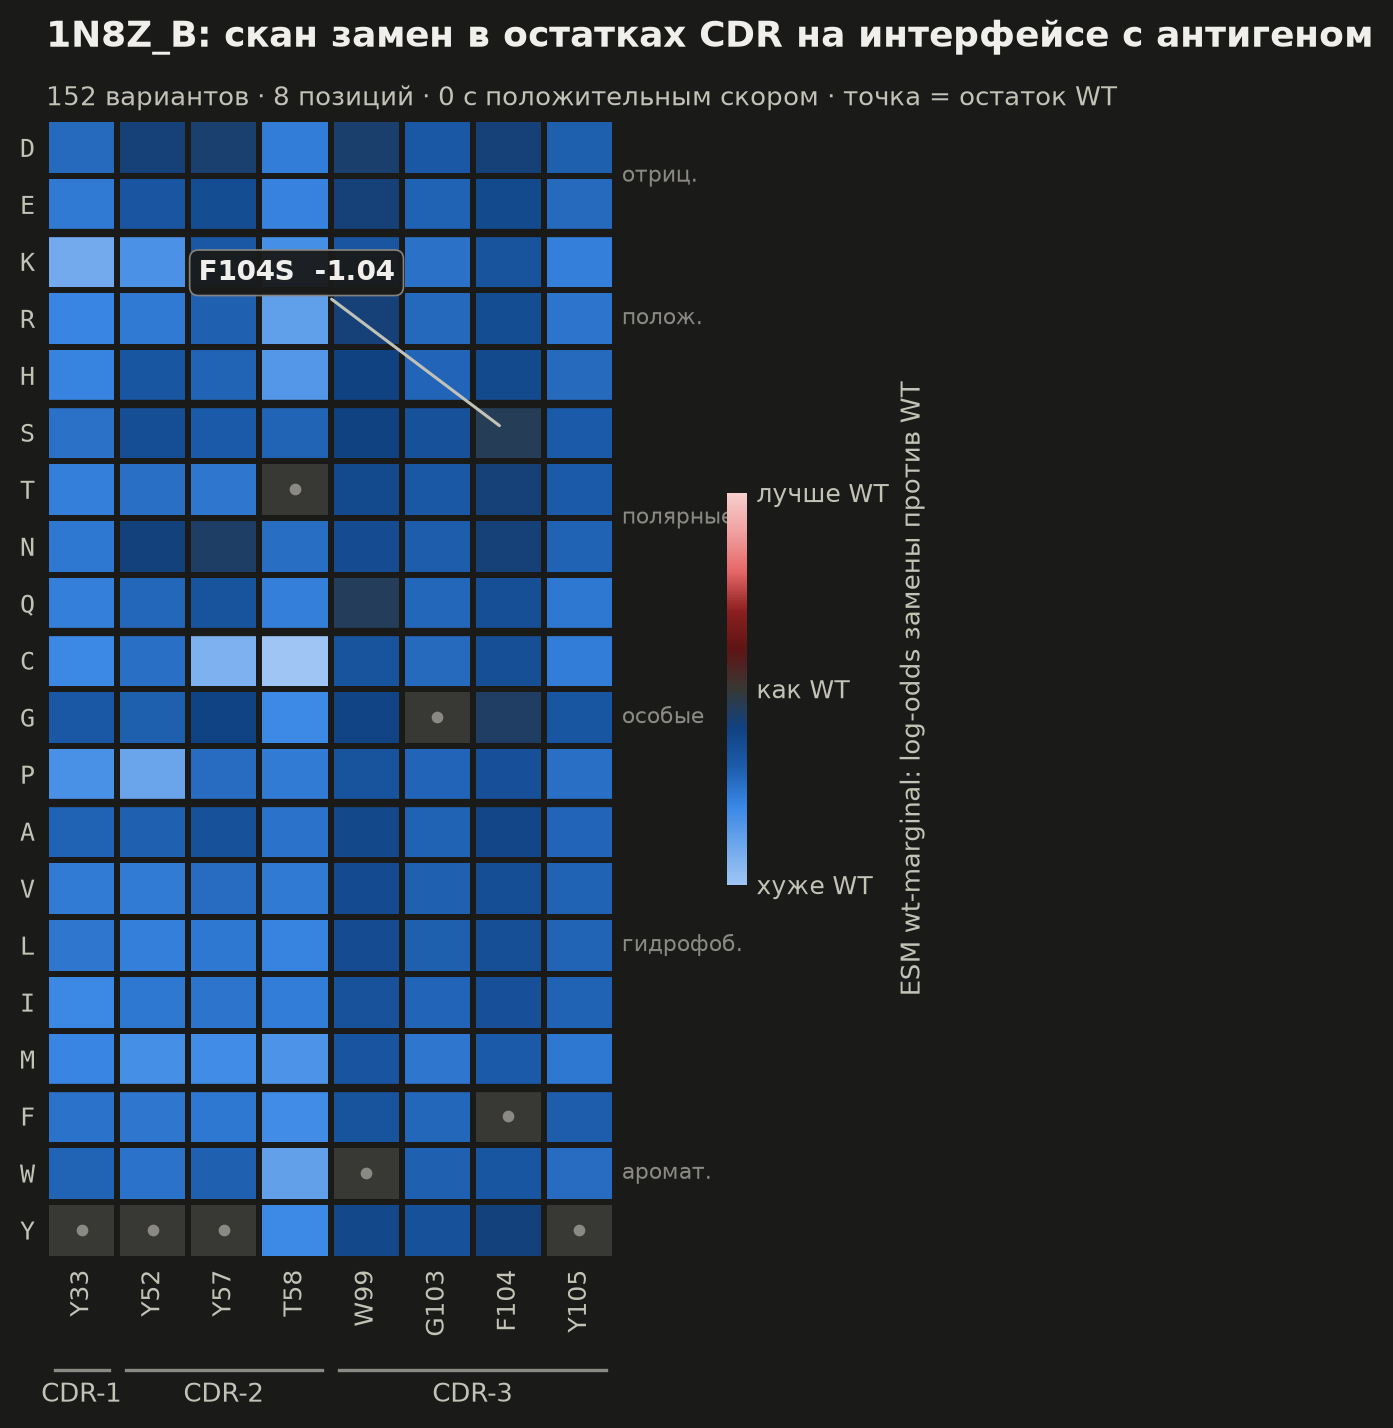 1N8Z_B: скан замен в остатках CDR на интерфейсе с антигеном
152 вариантов · 8 позиций · 0 с положительным скором · точка = остаток WT
D
отриц.
E
K
F104S -1.04
R
полож.
H
S
T
лучше WT
полярные
N
Q
C
как WT
G
особые
P
A
V
хуже WT
L
гидрофоб.
I
M
F
W
аромат.
Y
ESM wt-marginal: log-odds замены против WT
Y33
Y52
Y57
T58
W99
G103
F104
Y105
CDR-1
CDR-2
CDR-3